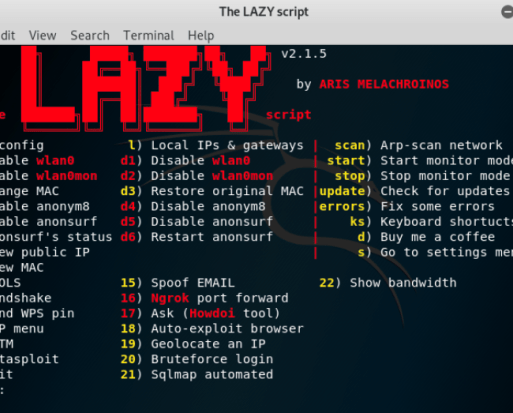 The LAZY script
dit View Search Terminal Help
LAZY v2.1.5
by ARIS MELACHROINOS
e script
config l) Local IPs & gateways | scan) Arp-scan network
able wlan0 d1) Disable wlan0 | start) Start monitor mode
able wlan0mon d2) Disable wlan0mon | stop) Stop monitor mode
ange MAC d3) Restore original MAC |update) Check for updates
able anonym8 d4) Disable anonym8 |errors) Fix some errors
able anonsurf d5) Disable anonsurf | ks) Keyboard shortucts
onsurf's status d6) Restart anonsurf | d) Buy me a coffee
ew public IP | s) Go to settings men
ew MAC
OLS 15) Spoof EMAIL 22) Show bandwidth
ndshake 16) Ngrok port forward
nd WPS pin 17) Ask (Howdoi tool)
P menu 18) Auto-exploit browser
TM 19) Geolocate an IP
tasploit 20) Bruteforce login
it 21) Sqlmap automated
: